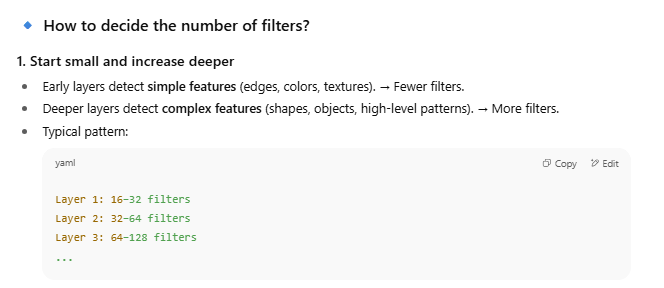 How to decide the number of filters?
1. Start small and increase deeper
• Early layers detect simple features (edges, colors, textures). → Fewer filters.
• Deeper layers detect complex features (shapes, objects, high-level patterns). → More filters.
• Typical pattern:
yaml Copy Edit
Layer 1: 16–32 filters
Layer 2: 32–64 filters
Layer 3: 64–128 filters
...